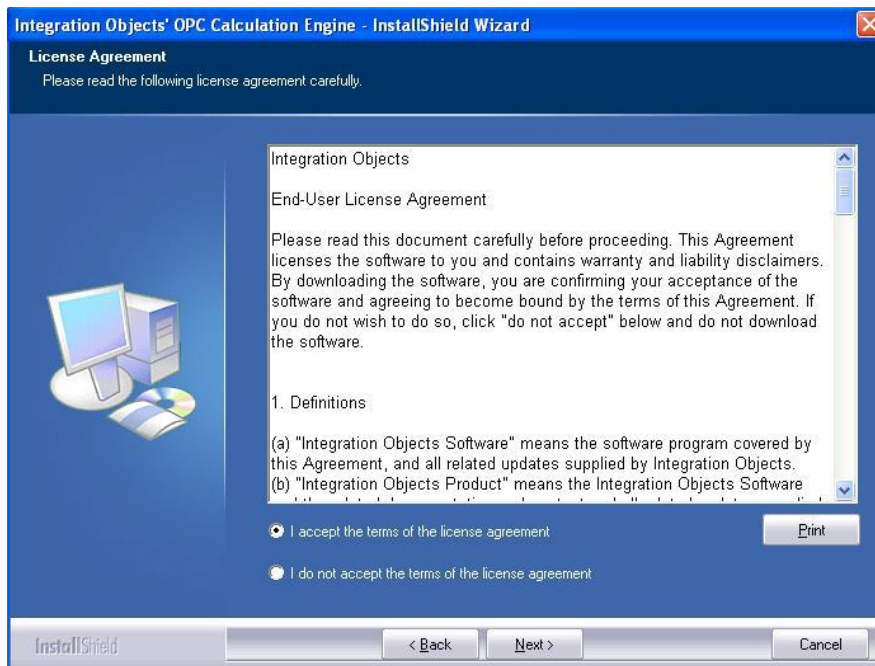 Integration Objects' OPC Calculation Engine - InstallShield Wizard
License Agreement
Please read the following license agreement carefully.
Integration Objects
End-User License Agreement
Please read this document carefully before proceeding. This Agreement
licenses the software to you and contains warranty and liability disclaimers.
By downloading the software, you are confirming your acceptance of the
software and agreeing to become bound by the terms of this Agreement. If
you do not wish to do so, click "do not accept" below and do not download
the software.
1. Definitions
(a) "Integration Objects Software" means the software program covered by
this Agreement, and all related updates supplied by Integration Objects.
(b) "Integration Objects Product" means the Integration Objects Software
I accept the terms of the license agreement
Print
I do not accept the terms of the license agreement
InstallShield
< Back
Next >
Cancel